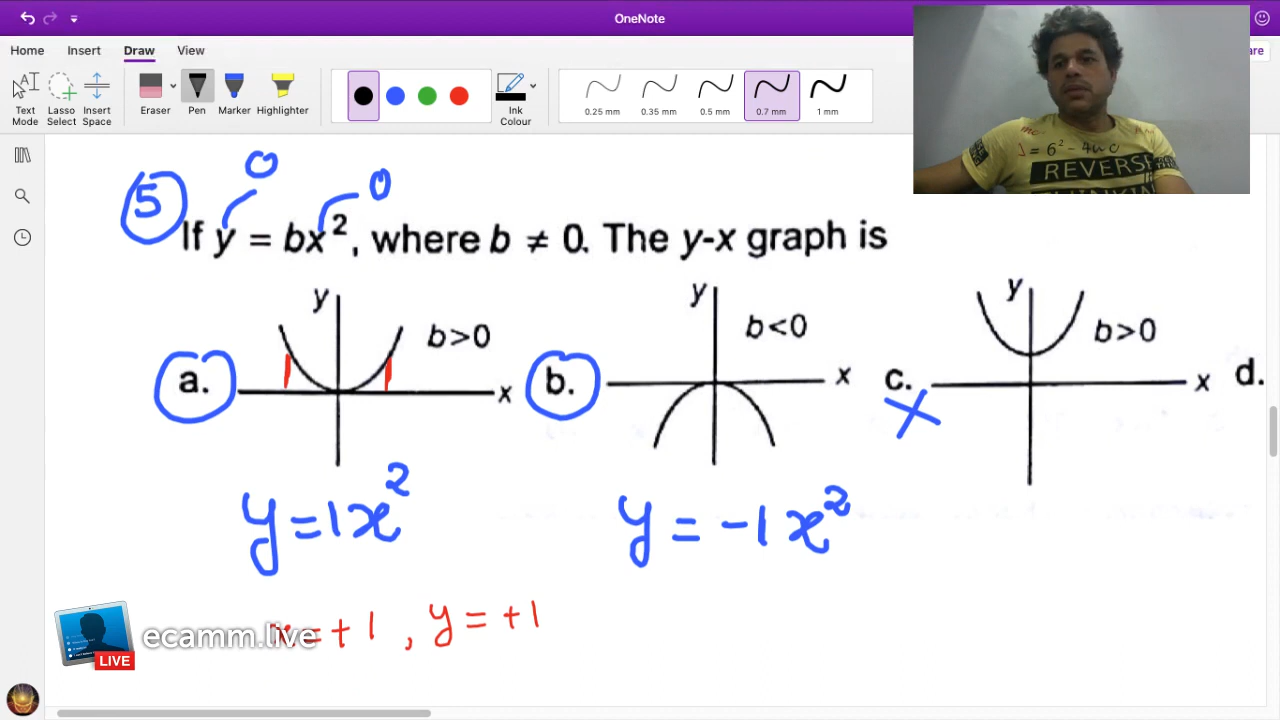 OneNote
Home Insert Draw View
Text Mode
Lasso Select
Insert Space
Eraser
Pen
Marker
Highlighter
Ink Colour
0.25 mm
0.35 mm
0.5 mm
0.7 mm
1 mm
are
REVERSE
5
0
0
If y = bx², where b ≠ 0. The y-x graph is
a.
y
b>0
x
b.
y
b<0
x
c.
y
b>0
x
d.
y = 1x²
y = -1x²
= +1, y = +1
ecamm.live
LIVE